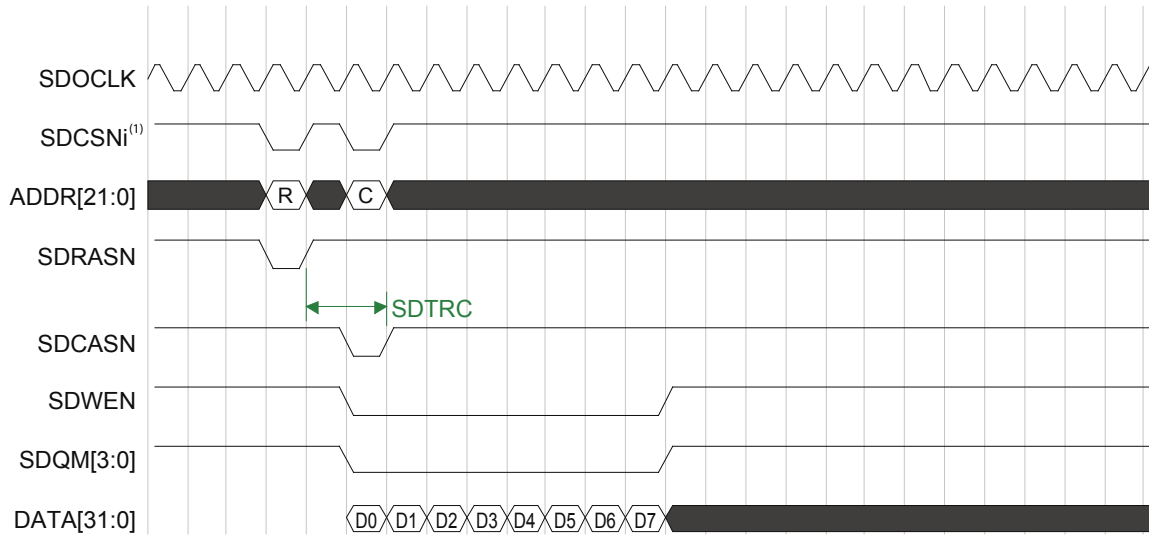 SDOCLK
SDCSNi(1)
ADDR[21:0] R C
SDRASN
SDTRC
SDCASN
SDWEN
SDQM[3:0]
DATA[31:0] D0 D1 D2 D3 D4 D5 D6 D7